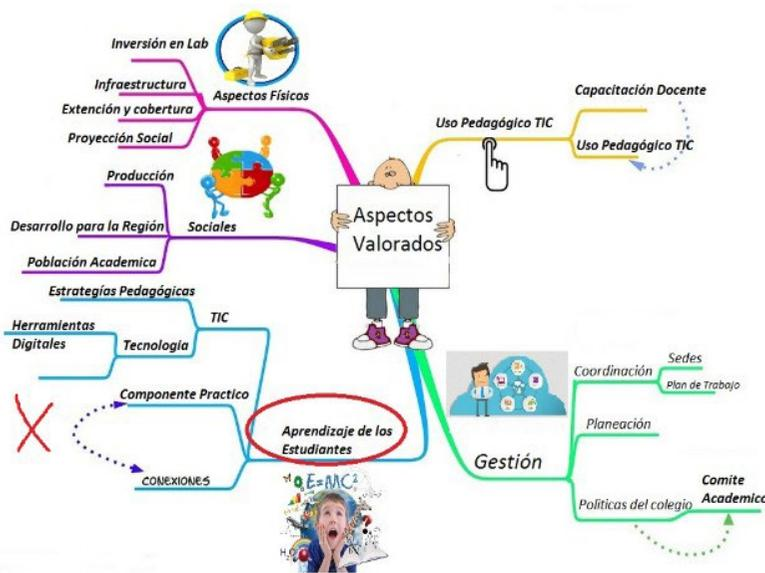 Inversión en Lab
Infraestructura
Extención y cobertura
Proyección Social
Aspectos Físicos
Producción
Desarrollo para la Región
Población Academica
Sociales
Estrategías Pedagógicas
TIC
Herramientas
Digitales
Tecnología
Componente Practico
CONEXIONES
Aprendizaje de los
Estudiantes
E=MC²
Aspectos
Valorados
Uso Pedagógico TIC
Capacitación Docente
Uso Pedagógico TIC
Gestión
Coordinación
Sedes
Plan de Trabajo
Planeación
Politicas del colegio
Comite
Academico